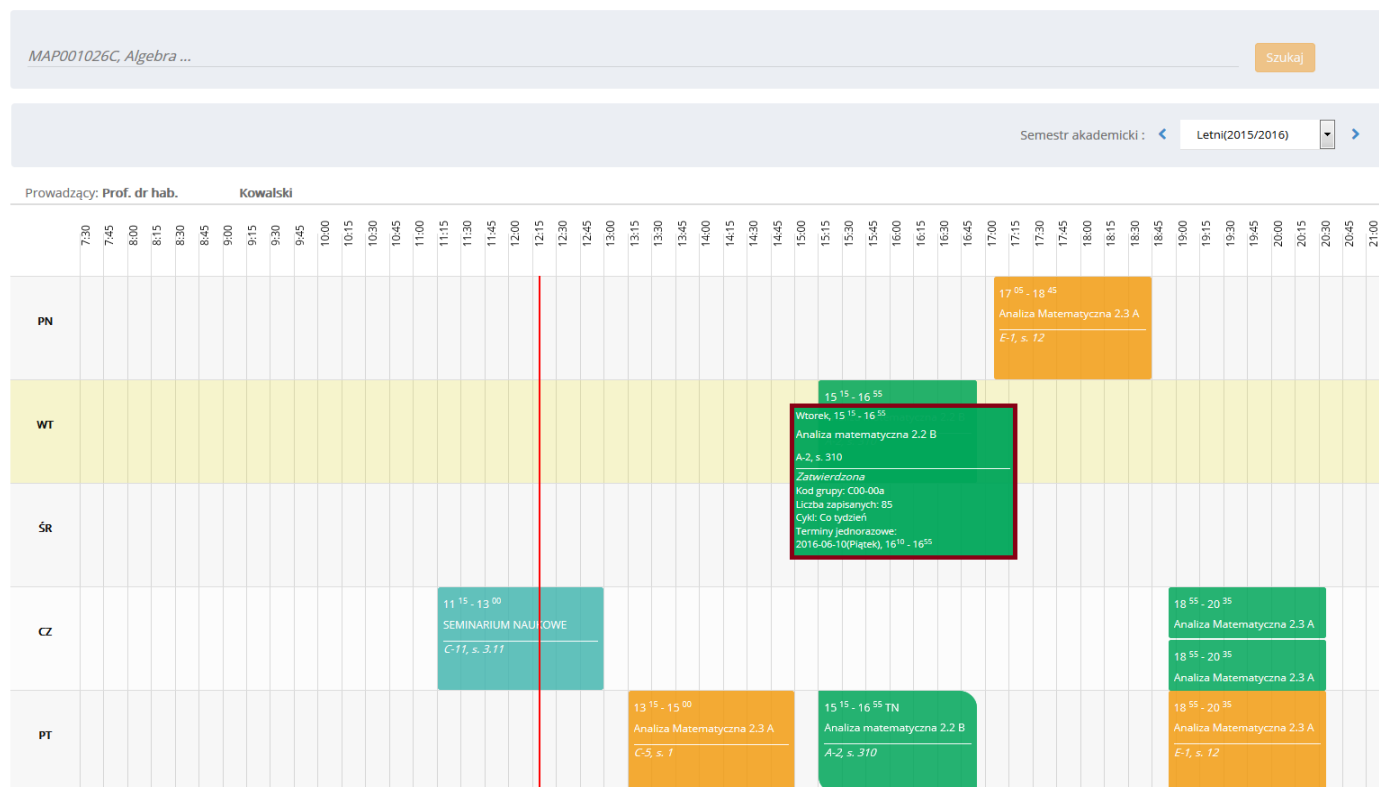 MAP001026C, Algebra ...
Szukaj
Semestr akademicki :
Letni(2015/2016)
Prowadzący: Prof. dr hab. Kowalski
7:30 7:45 8:00 8:15 8:30 8:45 9:00 9:15 9:30 9:45 10:00 10:15 10:30 10:45 11:00 11:15 11:30 11:45 12:00 12:15 12:30 12:45 13:00 13:15 13:30 13:45 14:00 14:15 14:30 14:45 15:00 15:15 15:30 15:45 16:00 16:15 16:30 16:45 17:00 17:15 17:30 17:45 18:00 18:15 18:30 18:45 19:00 19:15 19:30 19:45 20:00 20:15 20:30 20:45 21:00
PN
17 05 - 18 45
Analiza Matematyczna 2.3 A
E-1, s. 12
WT
15 15 - 16 55
Wtorek, 15 15 - 16 55
Analiza matematyczna 2.2 B
A-2, s. 310
Zatwierdzona
Kod grupy: C00-00a
Liczba zapisanych: 85
Cykl: Co tydzień
Terminy jednorazowe:
2016-06-10(Piątek), 1610 - 1655
ŚR
CZ
11 15 - 13 00
SEMINARIUM NAUKOWE
C-11, s. 3.11
18 55 - 20 35
Analiza Matematyczna 2.3 A
18 55 - 20 35
Analiza Matematyczna 2.3 A
PT
13 15 - 15 00
Analiza Matematyczna 2.3 A
C-5, s. 1
15 15 - 16 55 TN
Analiza matematyczna 2.2 B
A-2, s. 310
18 55 - 20 35
Analiza Matematyczna 2.3 A
E-1, s. 12